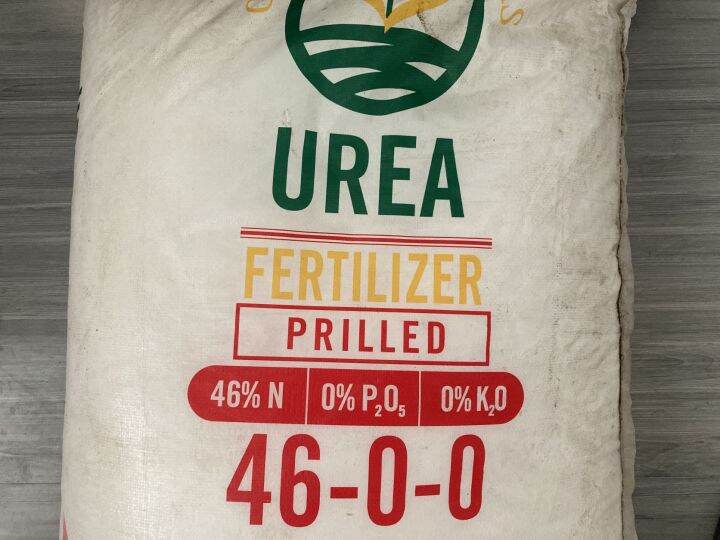 UREA
FERTILIZER
PRILLED
46% N 0% P₂O₅ 0% K₂O
46-0-0